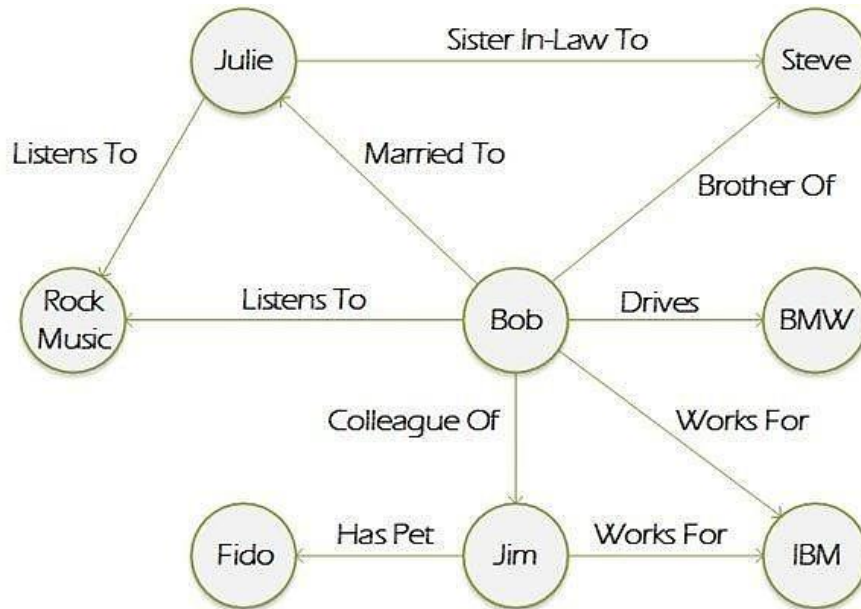 Sister In-Law To
Julie
Steve
Listens To
Married To
Brother Of
Rock
Music
Listens To
Bob
Drives
BMW
Colleague Of
Works For
Fido
Has Pet
Jim
Works For
IBM